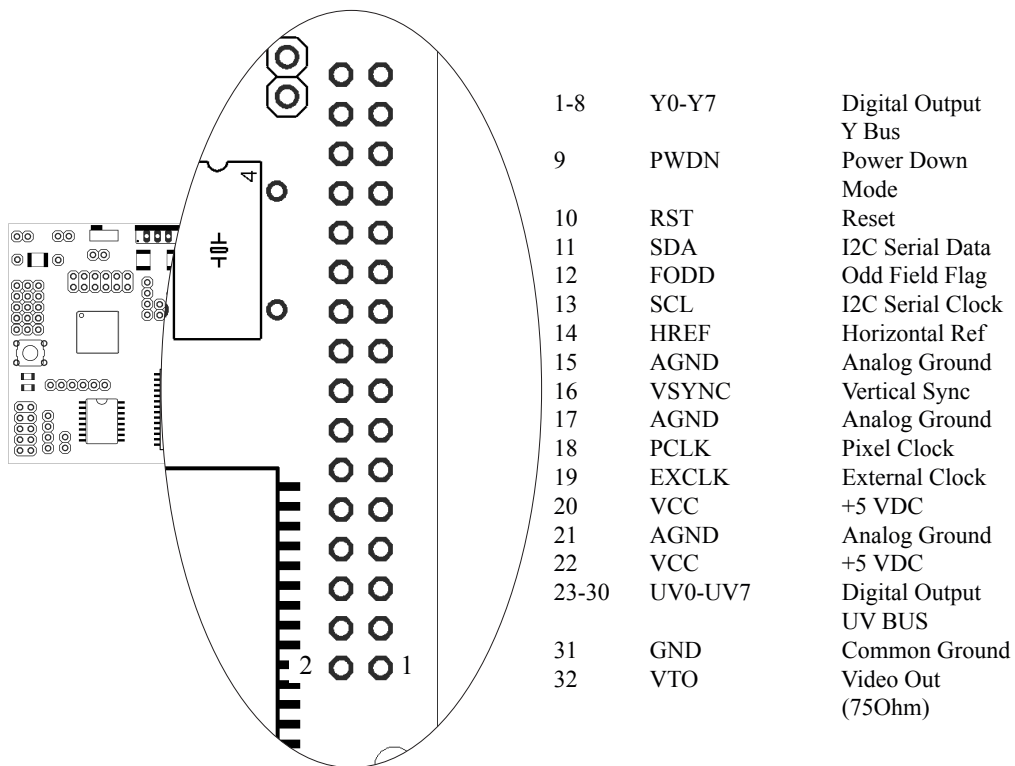 4
2 1
1-8 Y0-Y7 Digital Output
Y Bus
9 PWDN Power Down
Mode
10 RST Reset
11 SDA I2C Serial Data
12 FODD Odd Field Flag
13 SCL I2C Serial Clock
14 HREF Horizontal Ref
15 AGND Analog Ground
16 VSYNC Vertical Sync
17 AGND Analog Ground
18 PCLK Pixel Clock
19 EXCLK External Clock
20 VCC +5 VDC
21 AGND Analog Ground
22 VCC +5 VDC
23-30 UV0-UV7 Digital Output
UV BUS
31 GND Common Ground
32 VTO Video Out
(75Ohm)